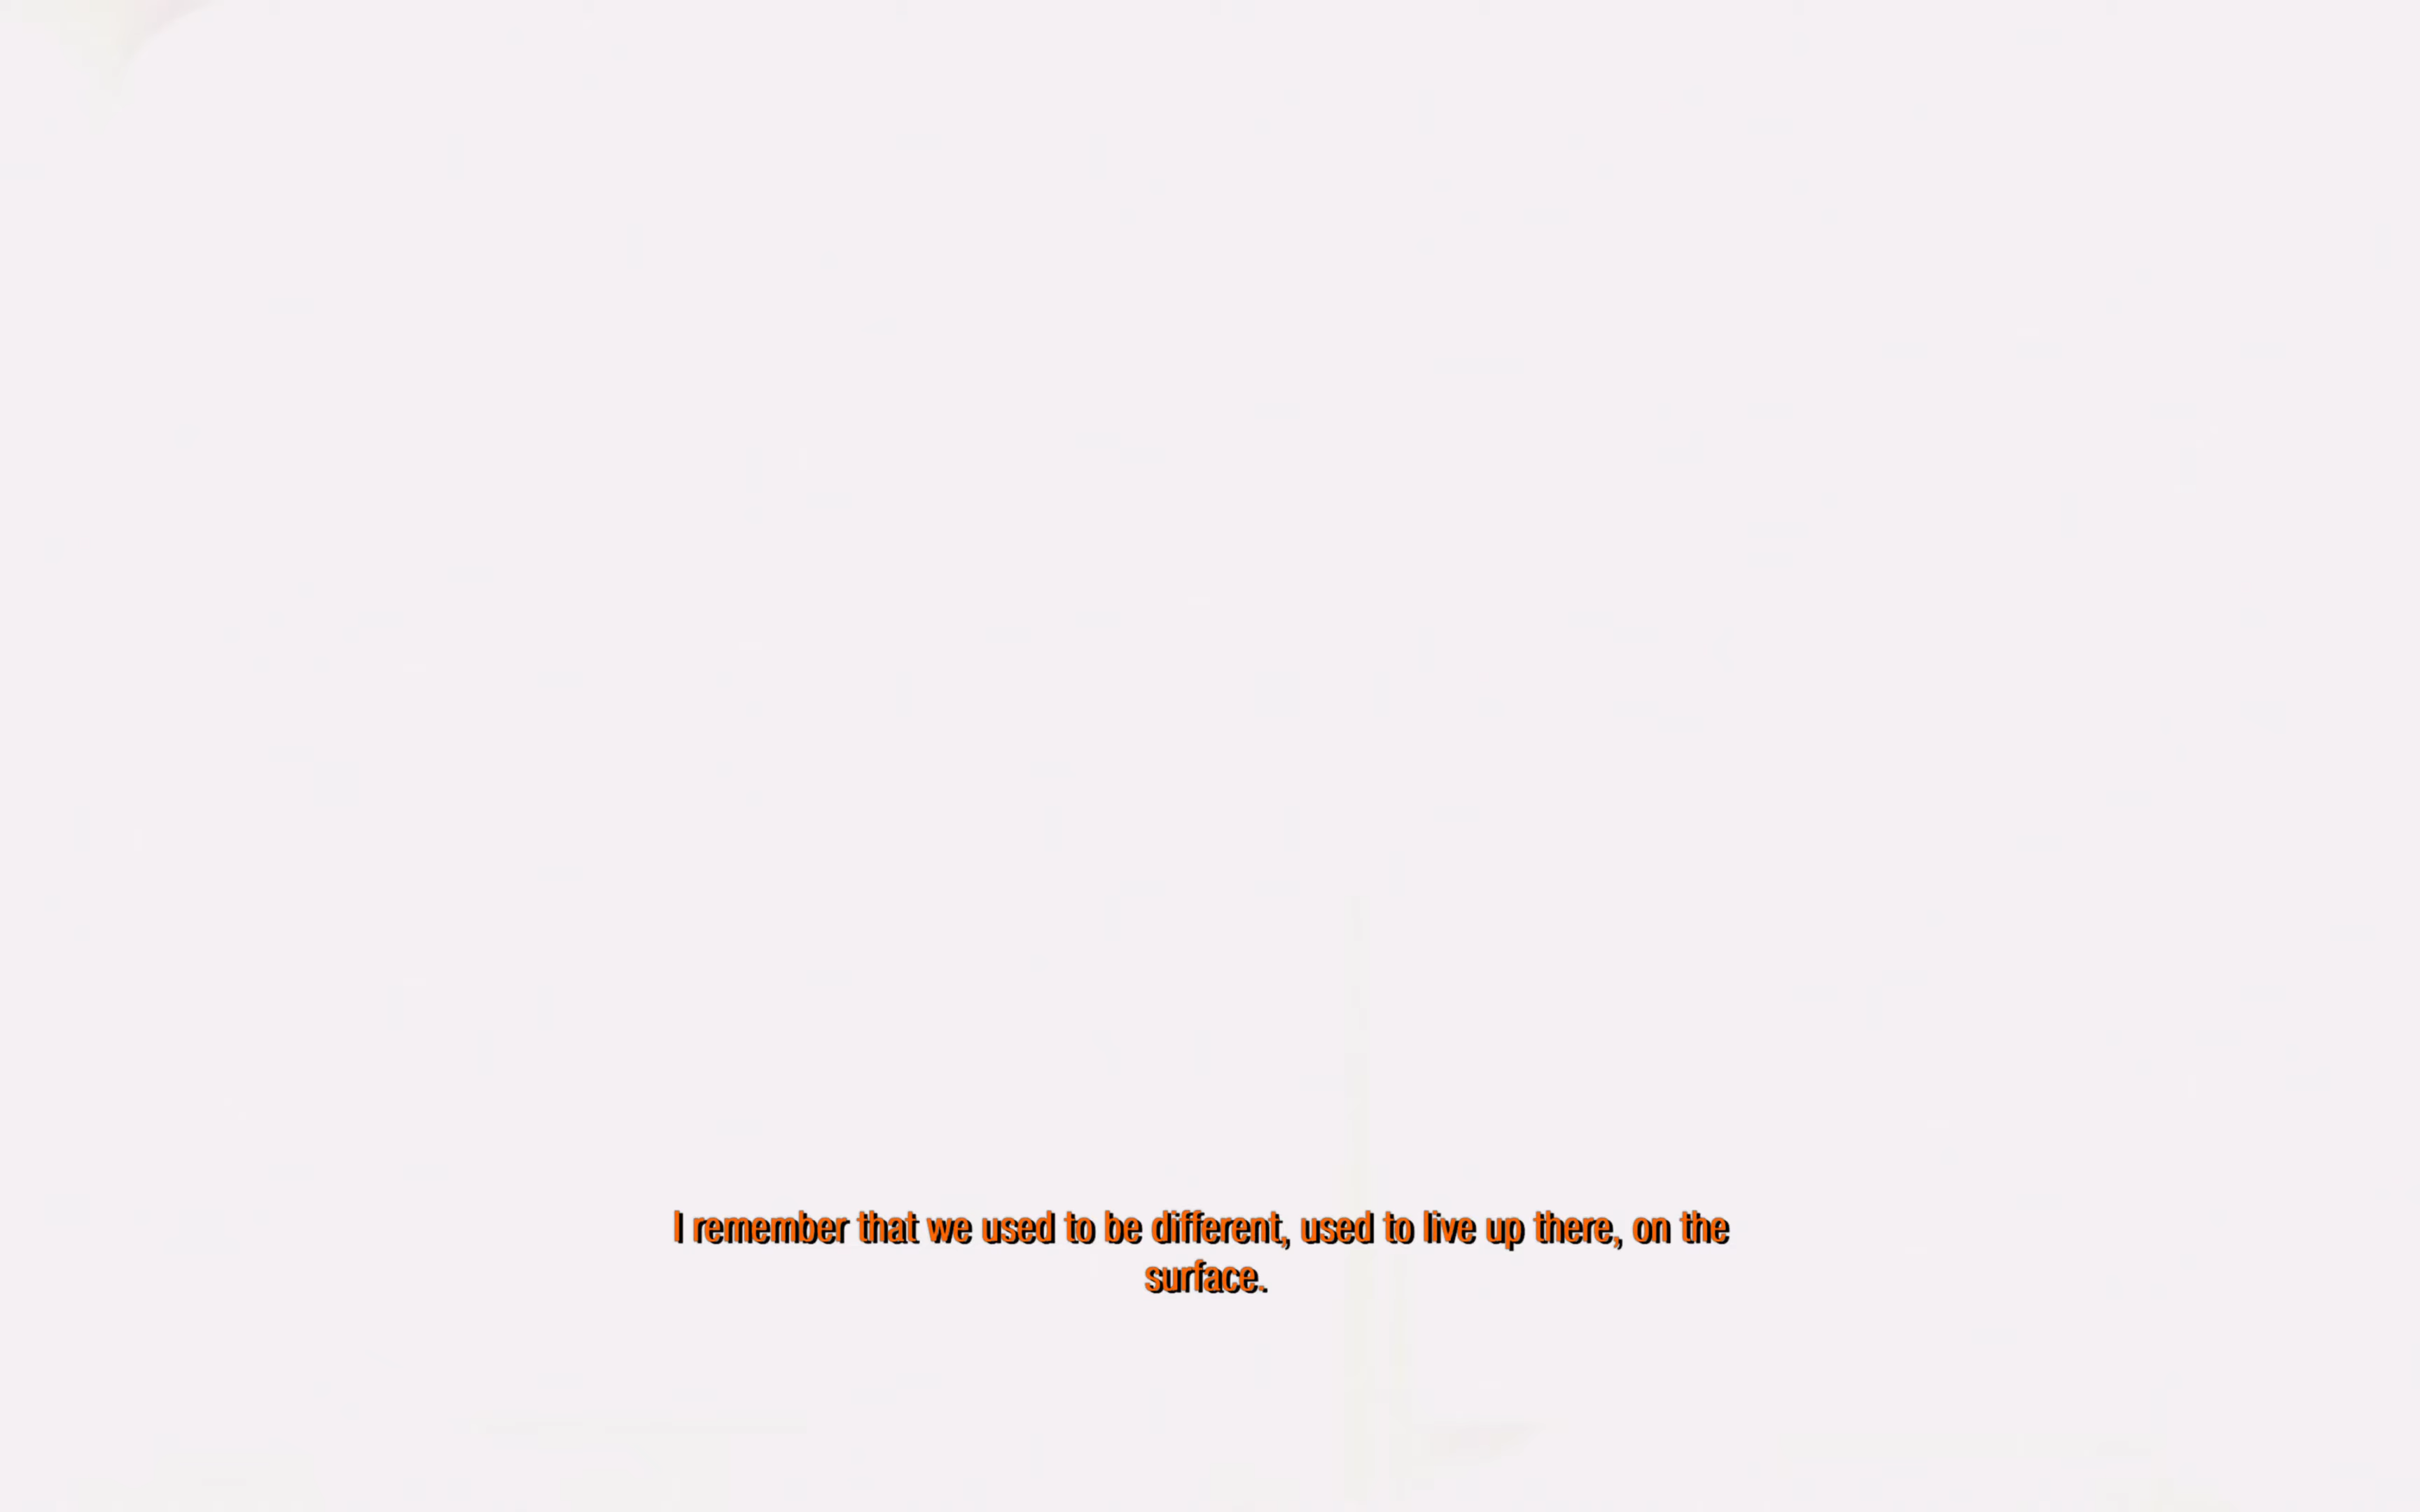 I remember that we used to be different, used to live up there, on the
surface.